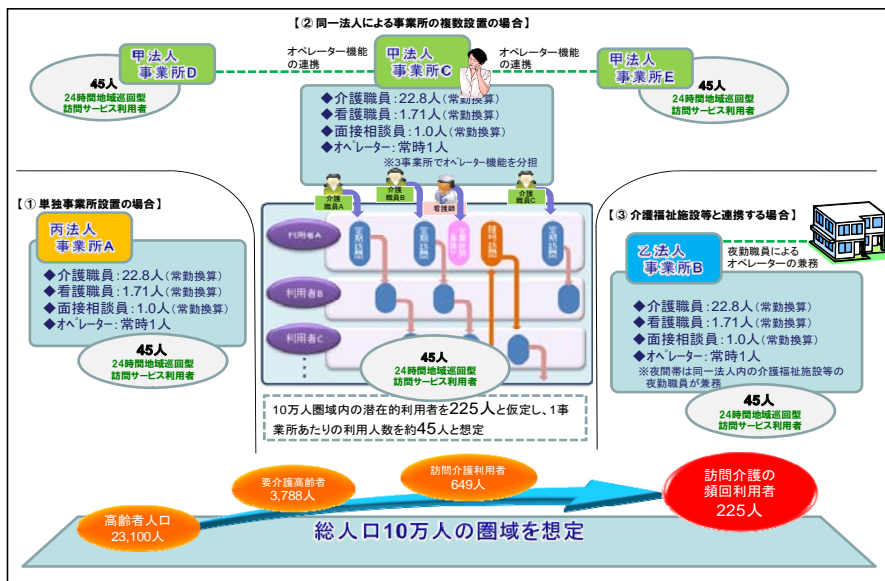 【② 同一法人による事業所の複数設置の場合】
甲法人
事業所D
オペレーター機能
の連携
甲法人
事業所C
オペレーター機能
の連携
甲法人
事業所E
45人
24時間地域巡回型
訪問サービス利用者
45人
24時間地域巡回型
訪問サービス利用者
◆介護職員:22.8人(常勤換算)
◆看護職員:1.71人(常勤換算)
◆面接相談員:1.0人(常勤換算)
◆オペレーター:常時1人
※3事業所でオペレーター機能を分担
【① 単独事業所設置の場合】
丙法人
事業所A
◆介護職員:22.8人(常勤換算)
◆看護職員:1.71人(常勤換算)
◆面接相談員:1.0人(常勤換算)
◆オペレーター:常時1人
45人
24時間地域巡回型
訪問サービス利用者
介護
職員A
介護
職員B
看護師
介護
職員C
利用者A
定期訪問
定期訪問
随時訪問
定期訪問
利用者B
利用者C
45人
24時間地域巡回型
訪問サービス利用者
10万人圏域内の潜在的利用者を225人と仮定し、1事
業所あたりの利用人数を約45人と想定
【③ 介護福祉施設等と連携する場合】
乙法人
事業所B
夜勤職員による
オペレーターの兼務
◆介護職員:22.8人(常勤換算)
◆看護職員:1.71人(常勤換算)
◆面接相談員:1.0人(常勤換算)
◆オペレーター:常時1人
※夜間帯は同一法人内の介護福祉施設等の
夜勤職員が兼務
45人
24時間地域巡回型
訪問サービス利用者
高齢者人口
23,100人
要介護高齢者
3,788人
訪問介護利用者
649人
訪問介護の
頻回利用者
225人
総人口10万人の圏域を想定